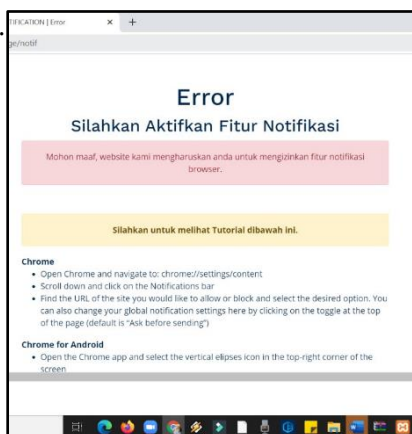 TIFICATION | Error
ge/notif
Error
Silahkan Aktifkan Fitur Notifikasi
Mohon maaf, website kami mengharuskan anda untuk mengizinkan fitur notifikasi
browser.
Silahkan untuk melihat Tutorial dibawah ini.
Chrome
• Open Chrome and navigate to: chrome://settings/content
• Scroll down and click on the Notifications bar
• Find the URL of the site you would like to allow or block and select the desired option. You
can also change your global notification settings here by clicking on the toggle at the top
of the page (default is “Ask before sending”)
Chrome for Android
• Open the Chrome app and select the vertical elipses icon in the top-right corner of the
screen